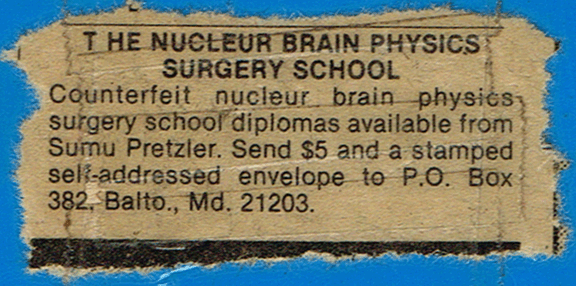 T HE NUCLEUR BRAIN PHYSICS
SURGERY SCHOOL
Counterfeit nucleur brain physics
surgery school diplomas available from
Sumu Pretzler. Send $5 and a stamped
self-addressed envelope to P.O. Box
382, Balto., Md. 21203.